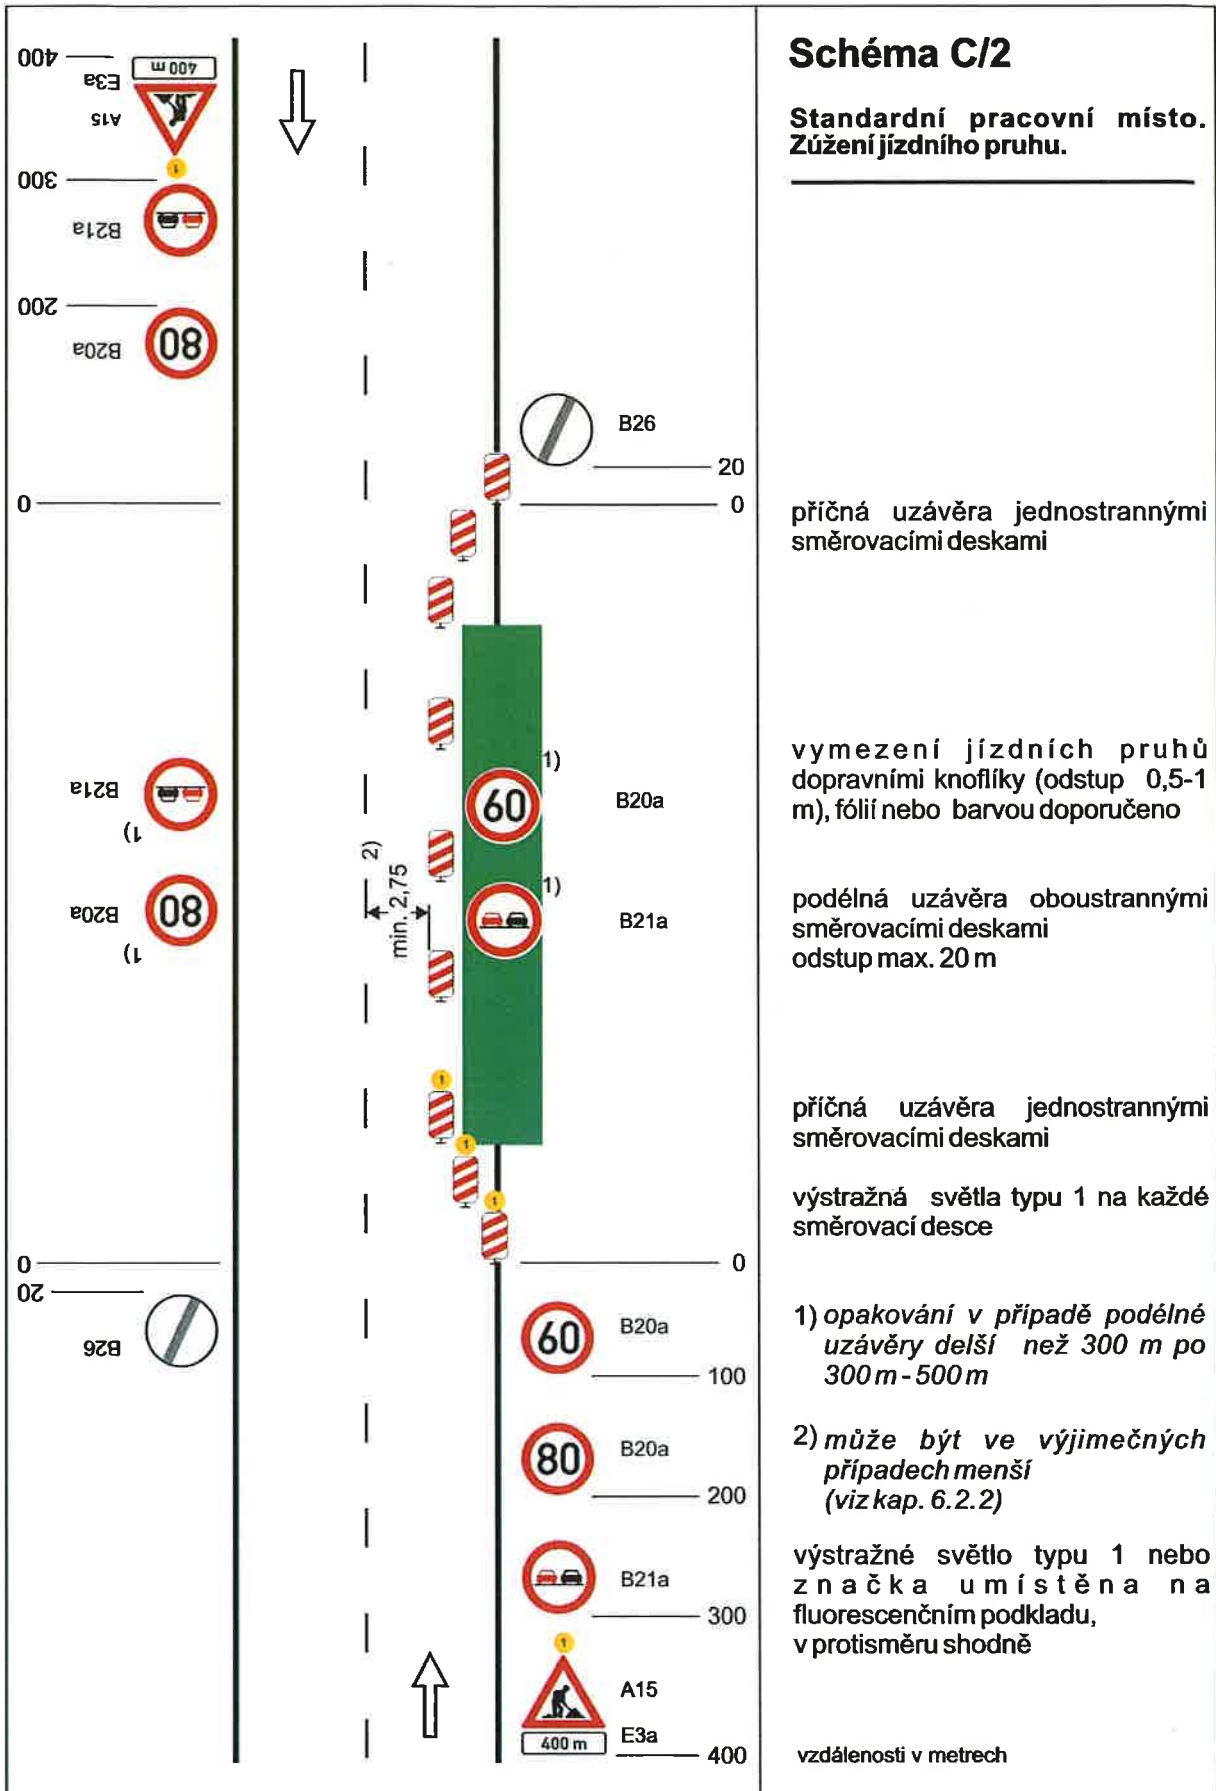 Schéma C/2
Standardní pracovní místo.
Zúžení jízdního pruhu.
400
400 m
E3a
A15
1
300
B21a
200
80
B20a
B26
20
0
0
příčná uzávěra jednostrannými
směrovacími deskami
vymezení jízdních pruhů
dopravními knoflíky (odstup 0,5-1
m), fólií nebo barvou doporučeno
B21a
1)
1)
60
B20a
2)
min. 2,75
80
B20a
1)
1)
B21a
podélná uzávěra oboustrannými
směrovacími deskami
odstup max. 20 m
1
1
1
příčná uzávěra jednostrannými
směrovacími deskami
výstražná světla typu 1 na každé
směrovací desce
0
0
20
B26
60
B20a
100
1) opakování v případě podélné
uzávěry delší než 300 m po
300 m - 500 m
80
B20a
200
2) může být ve výjimečných
případech menší
(viz kap. 6.2.2)
B21a
300
výstražné světlo typu 1 nebo
značka umístěna na
fluorescenčním podkladu,
v protisměru shodně
1
A15
E3a
400 m
400
vzdálenosti v metrech